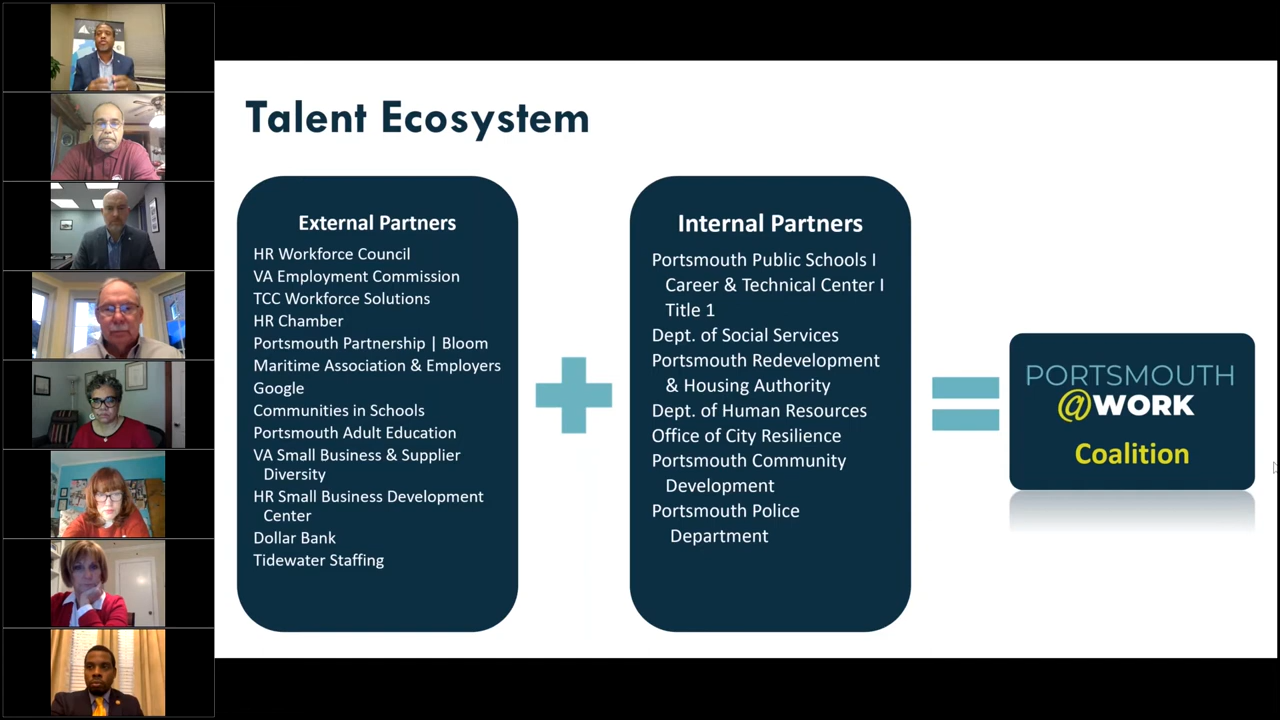 Talent Ecosystem
External Partners
HR Workforce Council
VA Employment Commission
TCC Workforce Solutions
HR Chamber
Portsmouth Partnership | Bloom
Maritime Association & Employers
Google
Communities in Schools
Portsmouth Adult Education
VA Small Business & Supplier
Diversity
HR Small Business Development
Center
Dollar Bank
Tidewater Staffing
Internal Partners
Portsmouth Public Schools I
Career & Technical Center I
Title 1
Dept. of Social Services
Portsmouth Redevelopment
& Housing Authority
Dept. of Human Resources
Office of City Resilience
Portsmouth Community
Development
Portsmouth Police
Department
PORTSMOUTH
@WORK
Coalition